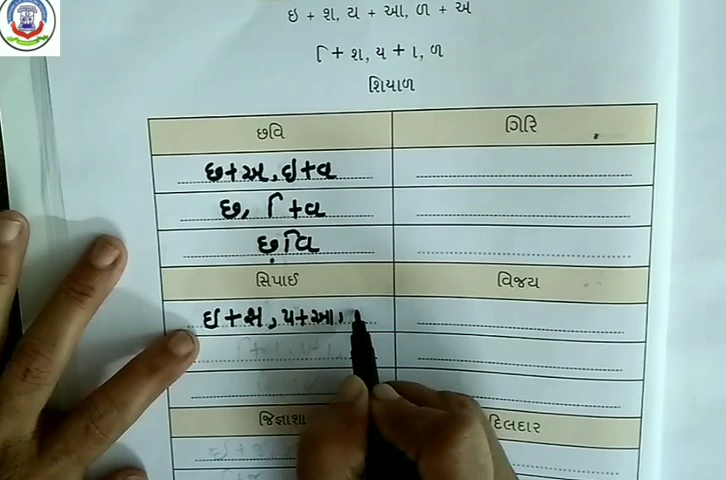 ઇ + શ, ય + આ, ળ + અ
િ + શ, ય + ા, ળ
શિયાળ
છવિ ગિરિ
છ+અ, ઇ+વ
છ, િ+વ
છવિ
સિપાઈ વિજય
ઇ+સ, પ+આ,
જિજ્ઞાશા દિલદાર